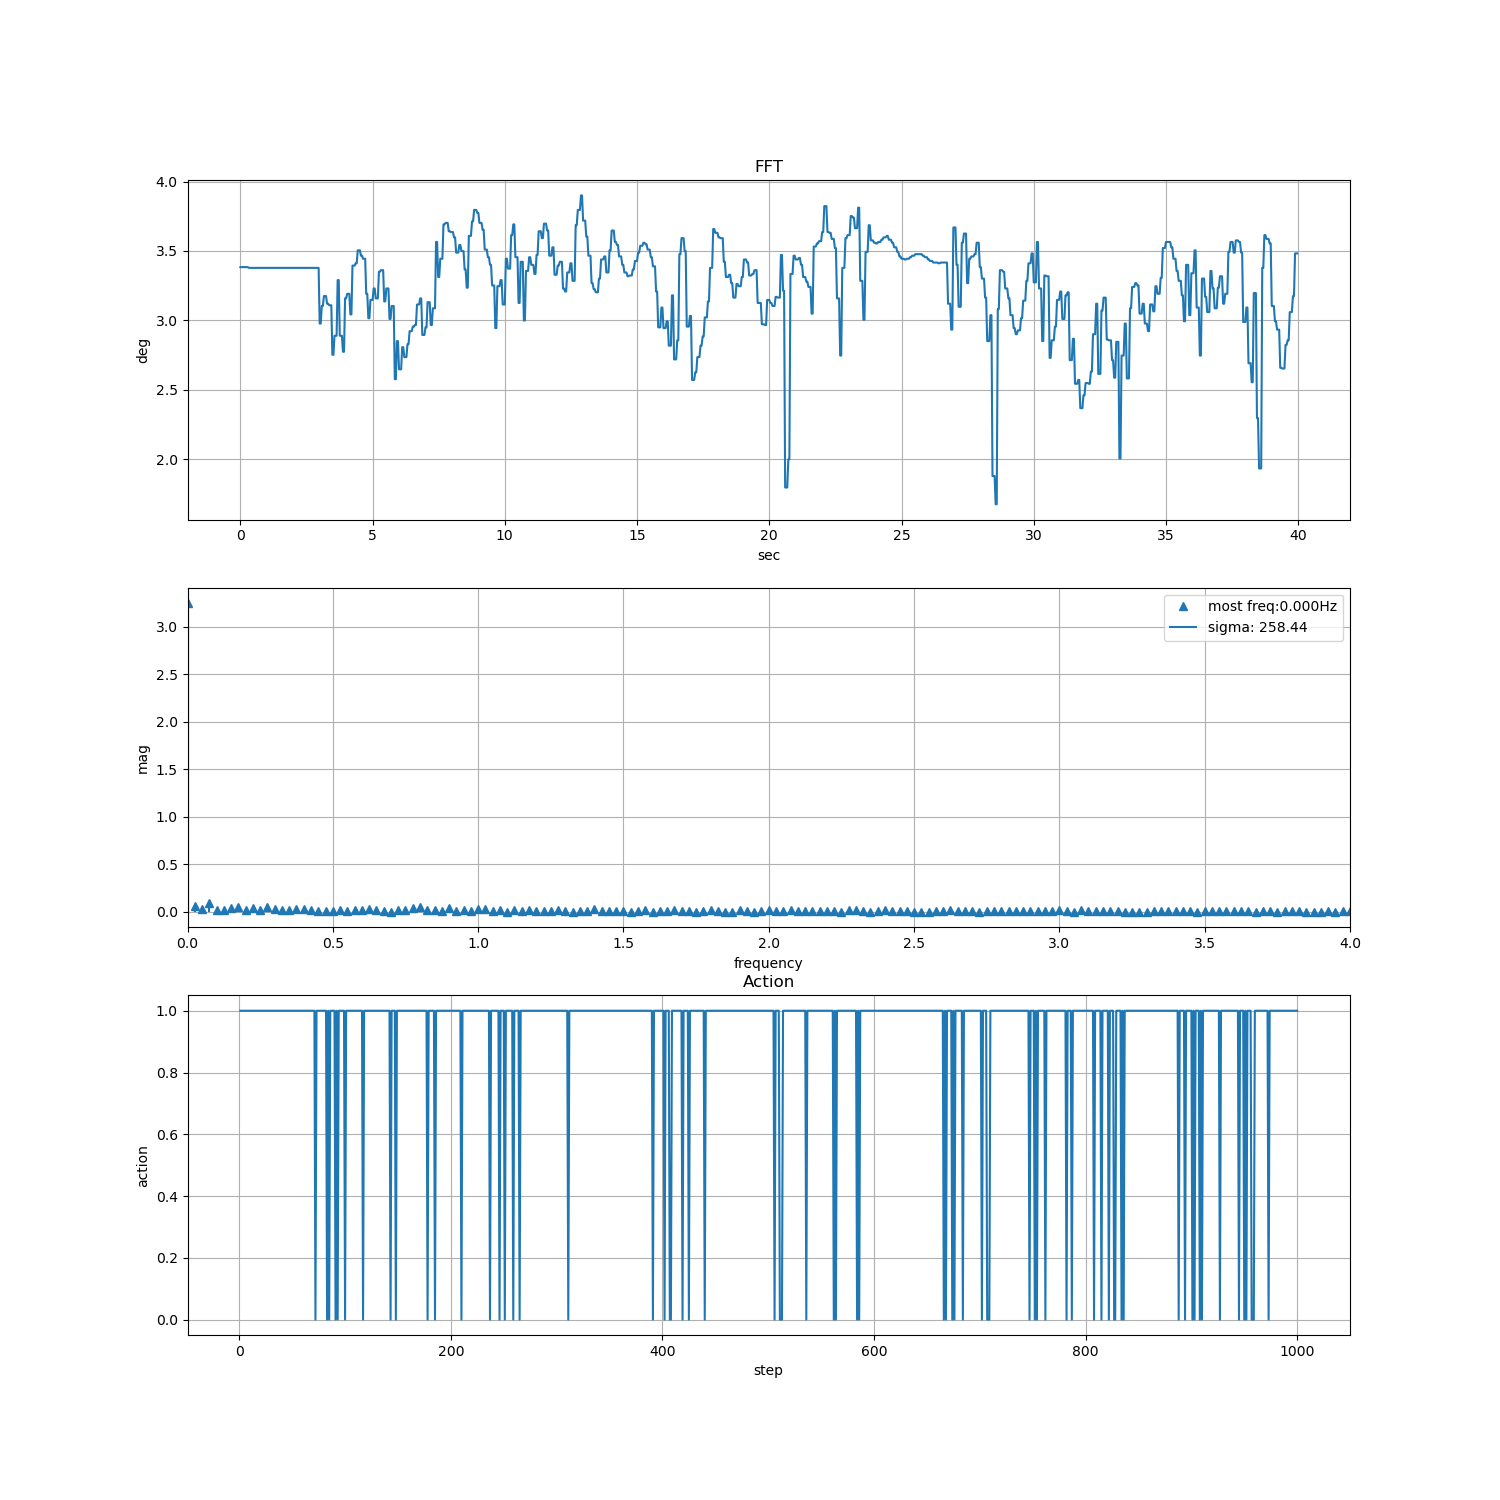 FFT
4.0
3.5
3.0
2.5
2.0
deg
0 5 10 15 20 25 30 35 40
sec
most freq:0.000Hz
sigma: 258.44
3.0
2.5
2.0
1.5
1.0
0.5
0.0
mag
0.0 0.5 1.0 1.5 2.0 2.5 3.0 3.5 4.0
frequency
Action
1.0
0.8
0.6
0.4
0.2
0.0
action
0 200 400 600 800 1000
step